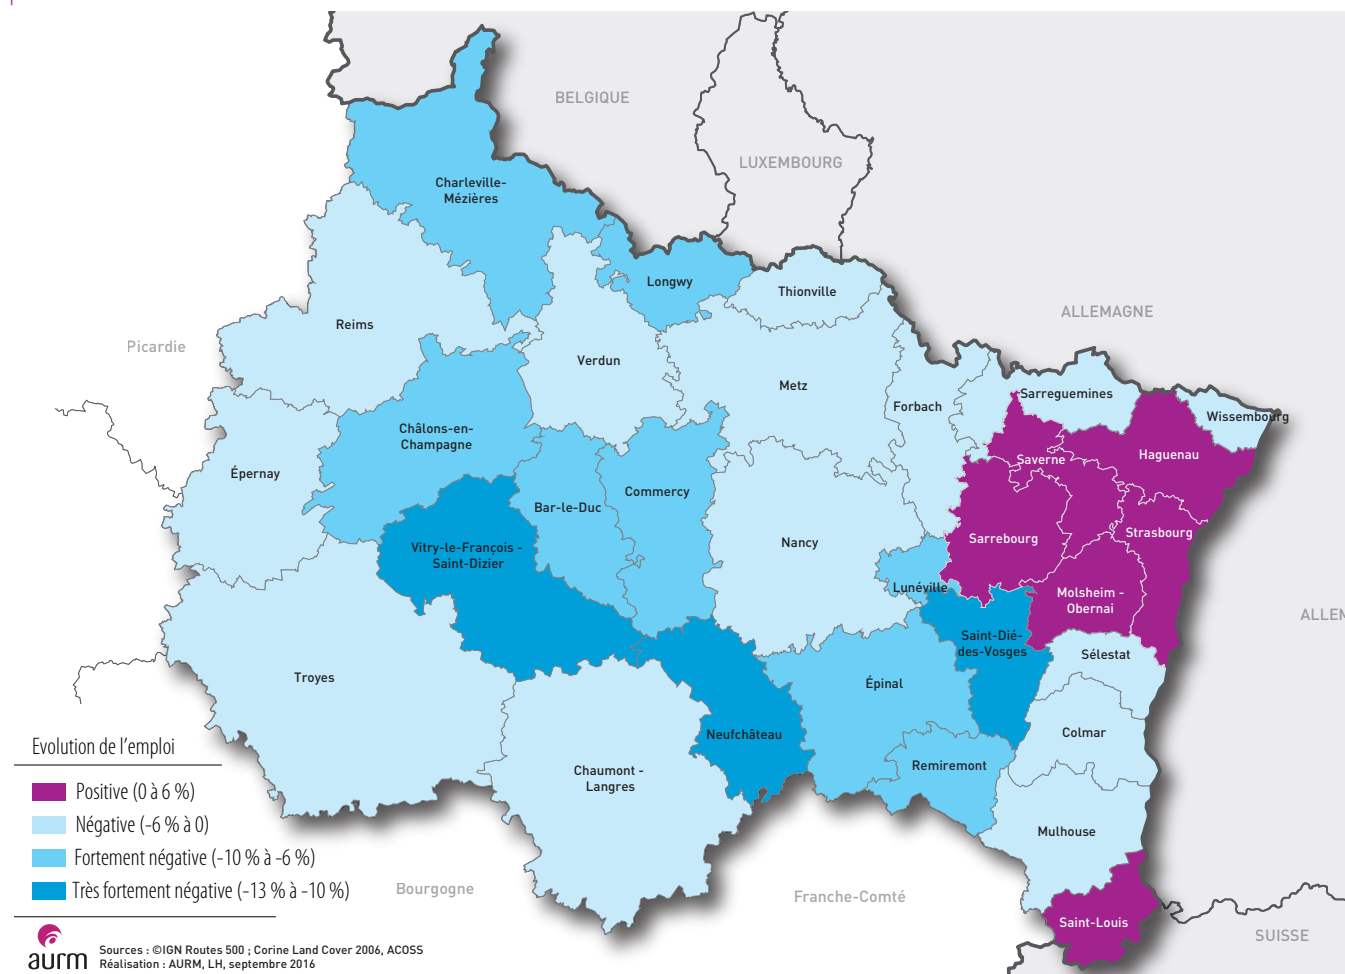 BELGIQUE
LUXEMBOURG
ALLEMAGNE
Picardie
Charleville-
Mézières
Longwy
Thionville
Reims
Verdun
Metz
Forbach
Sarreguemines
Wissembourg
Châlons-en-
Champagne
Haguenau
Saverne
Épernay
Commercy
Bar-le-Duc
Strasbourg
Sarrebourg
Nancy
Vitry-le-François -
Saint-Dizier
Lunéville
Molsheim -
Obernai
ALLEM
Saint-Dié-
des-Vosges
Sélestat
Troyes
Épinal
Neufchâteau
Colmar
Remiremont
Chaumont -
Langres
Mulhouse
Saint-Louis
Bourgogne
Franche-Comté
SUISSE
Evolution de l'emploi
Positive (0 à 6 %)
Négative (-6 % à 0)
Fortement négative (-10 % à -6 %)
Très fortement négative (-13 % à -10 %)
aurm
Sources : ©IGN Routes 500 ; Corine Land Cover 2006, ACOSS
Réalisation : AURM, LH, septembre 2016